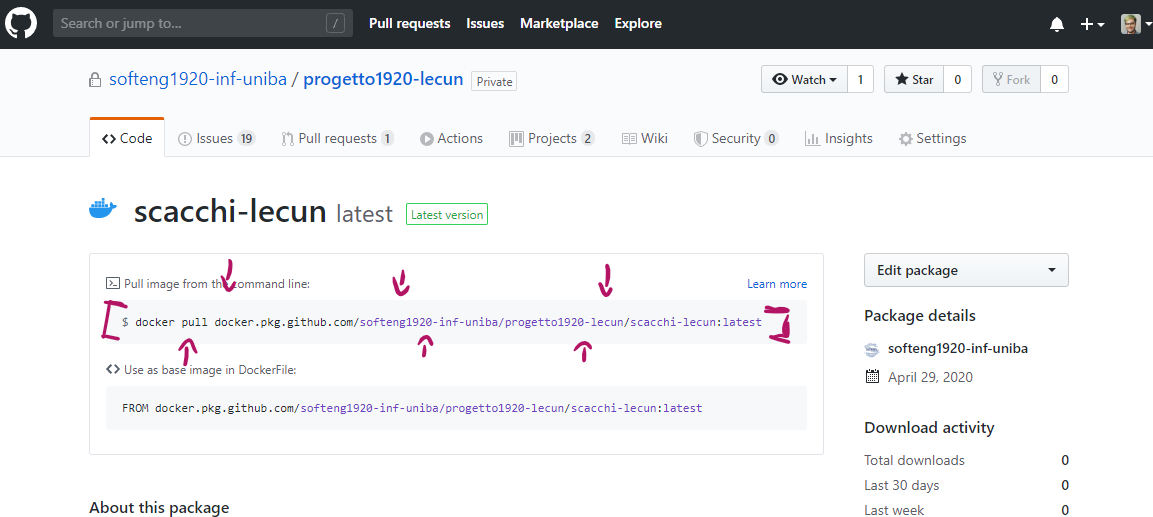 Search or jump to... /
Pull requests Issues Marketplace Explore
softeng1920-inf-uniba / progetto1920-lecun Private
Watch 1 Star 0 Fork 0
Code Issues 19 Pull requests 1 Actions Projects 2 Wiki Security 0 Insights Settings
scacchi-lecun latest Latest version
Pull image from the command line: Learn more
$ docker pull docker.pkg.github.com/softeng1920-inf-uniba/progetto1920-lecun/scacchi-lecun:latest
Use as base image in DockerFile:
FROM docker.pkg.github.com/softeng1920-inf-uniba/progetto1920-lecun/scacchi-lecun:latest
About this package
Edit package
Package details
softeng1920-inf-uniba
April 29, 2020
Download activity
Total downloads 0
Last 30 days 0
Last week 0